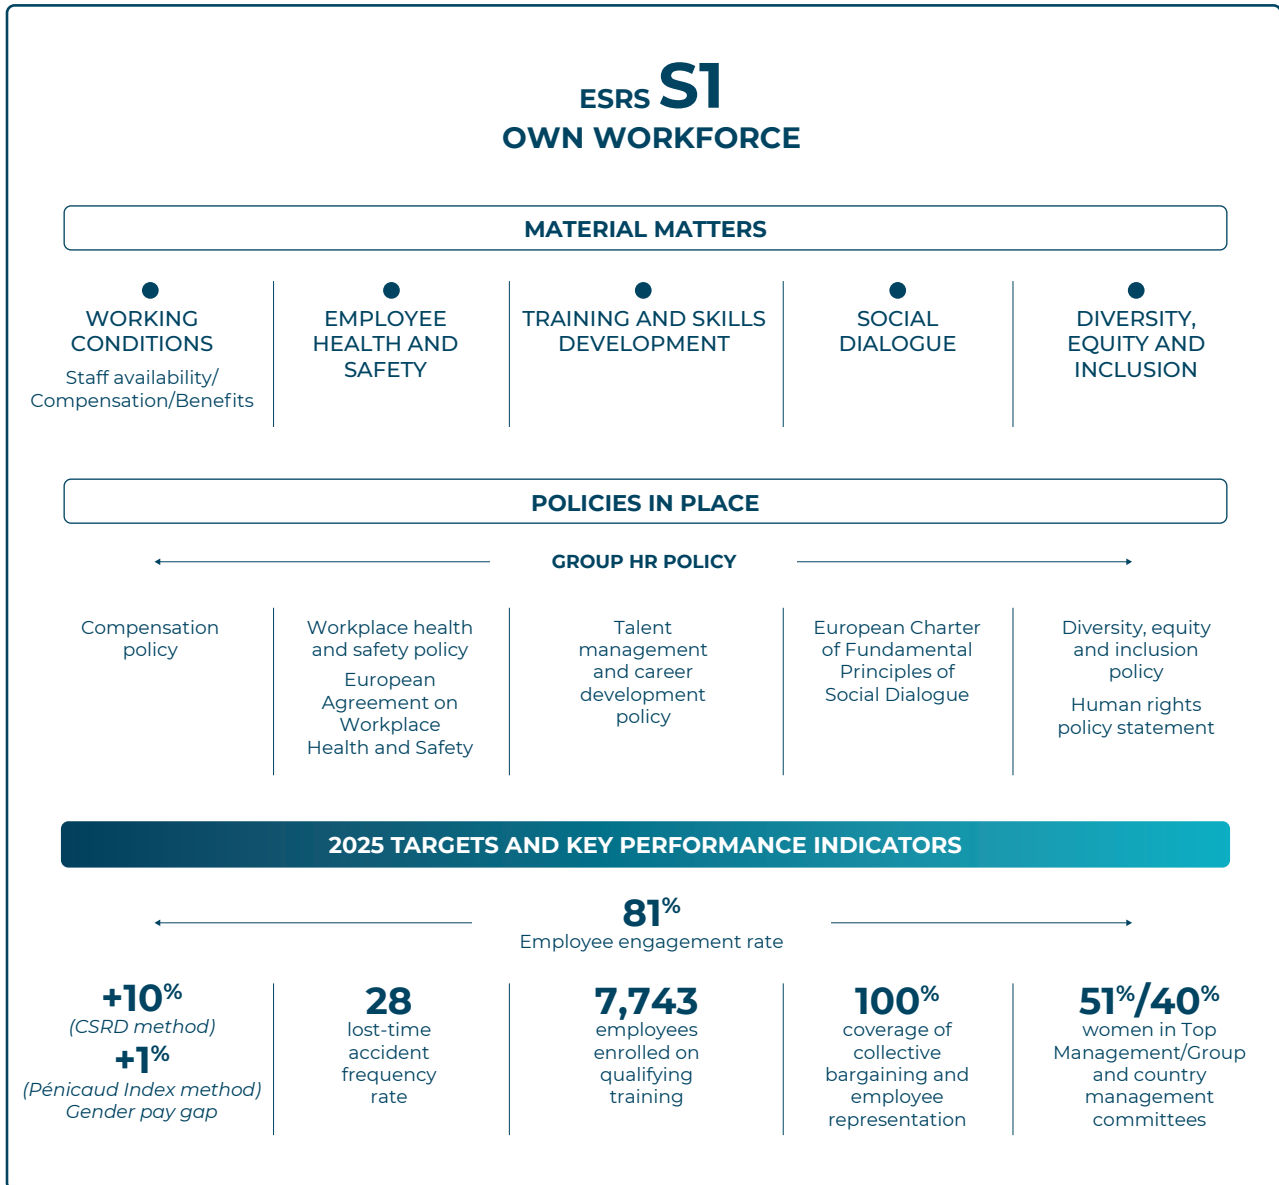 ESRS S1
OWN WORKFORCE
MATERIAL MATTERS
WORKING
CONDITIONS
Staff availability/
Compensation/Benefits
EMPLOYEE
HEALTH AND
SAFETY
TRAINING AND SKILLS
DEVELOPMENT
SOCIAL
DIALOGUE
DIVERSITY,
EQUITY AND
INCLUSION
POLICIES IN PLACE
GROUP HR POLICY
Compensation
policy
Workplace health
and safety policy
European
Agreement on
Workplace
Health and Safety
Talent
management
and career
development
policy
European Charter
of Fundamental
Principles of
Social Dialogue
Diversity, equity
and inclusion
policy
Human rights
policy statement
2025 TARGETS AND KEY PERFORMANCE INDICATORS
81%
Employee engagement rate
+10%
(CSRD method)
+1%
(Pénicaud Index method)
Gender pay gap
28
lost-time
accident
frequency
rate
7,743
employees
enrolled on
qualifying
training
100%
coverage of
collective
bargaining and
employee
representation
51%/40%
women in Top
Management/Group
and country
management
committees